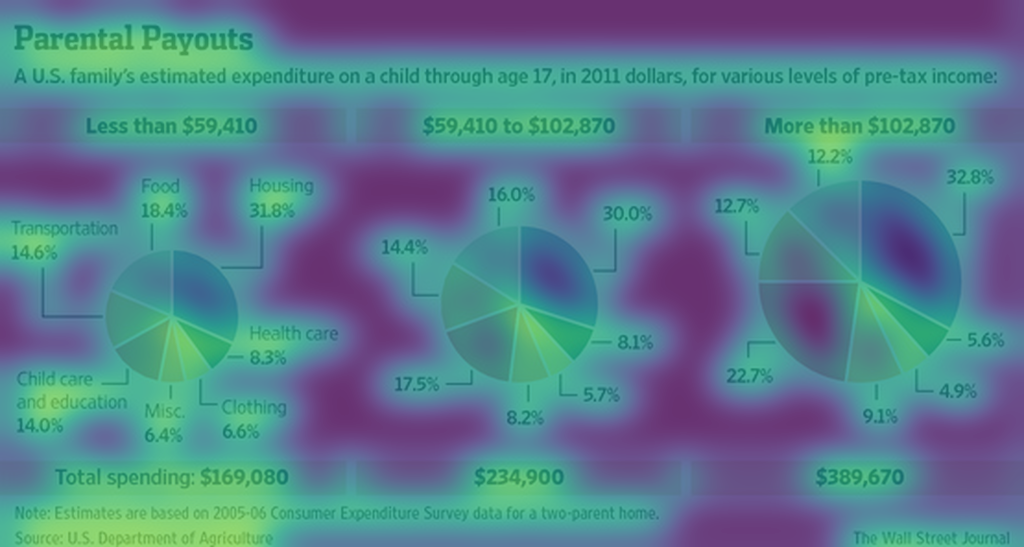 Parental Payouts
A U.S. family's estimated expenditure on a child through age 17, in 2011 dollars, for various levels of pre-tax income:
Less than $59,410
Food
18.4%
Housing
31.8%
Transportation
14.6%
Health care
8.3%
Child care
and education
14.0%
Misc.
6.4%
Clothing
6.6%
Total spending: $169,080
$59,410 to $102,870
16.0%
30.0%
14.4%
8.1%
17.5%
5.7%
8.2%
$234,900
More than $102,870
12.2%
32.8%
12.7%
5.6%
22.7%
4.9%
9.1%
$389,670
Note: Estimates are based on 2005-06 Consumer Expenditure Survey data for a two-parent home.
Source: U.S. Department of Agriculture
The Wall Street Journal